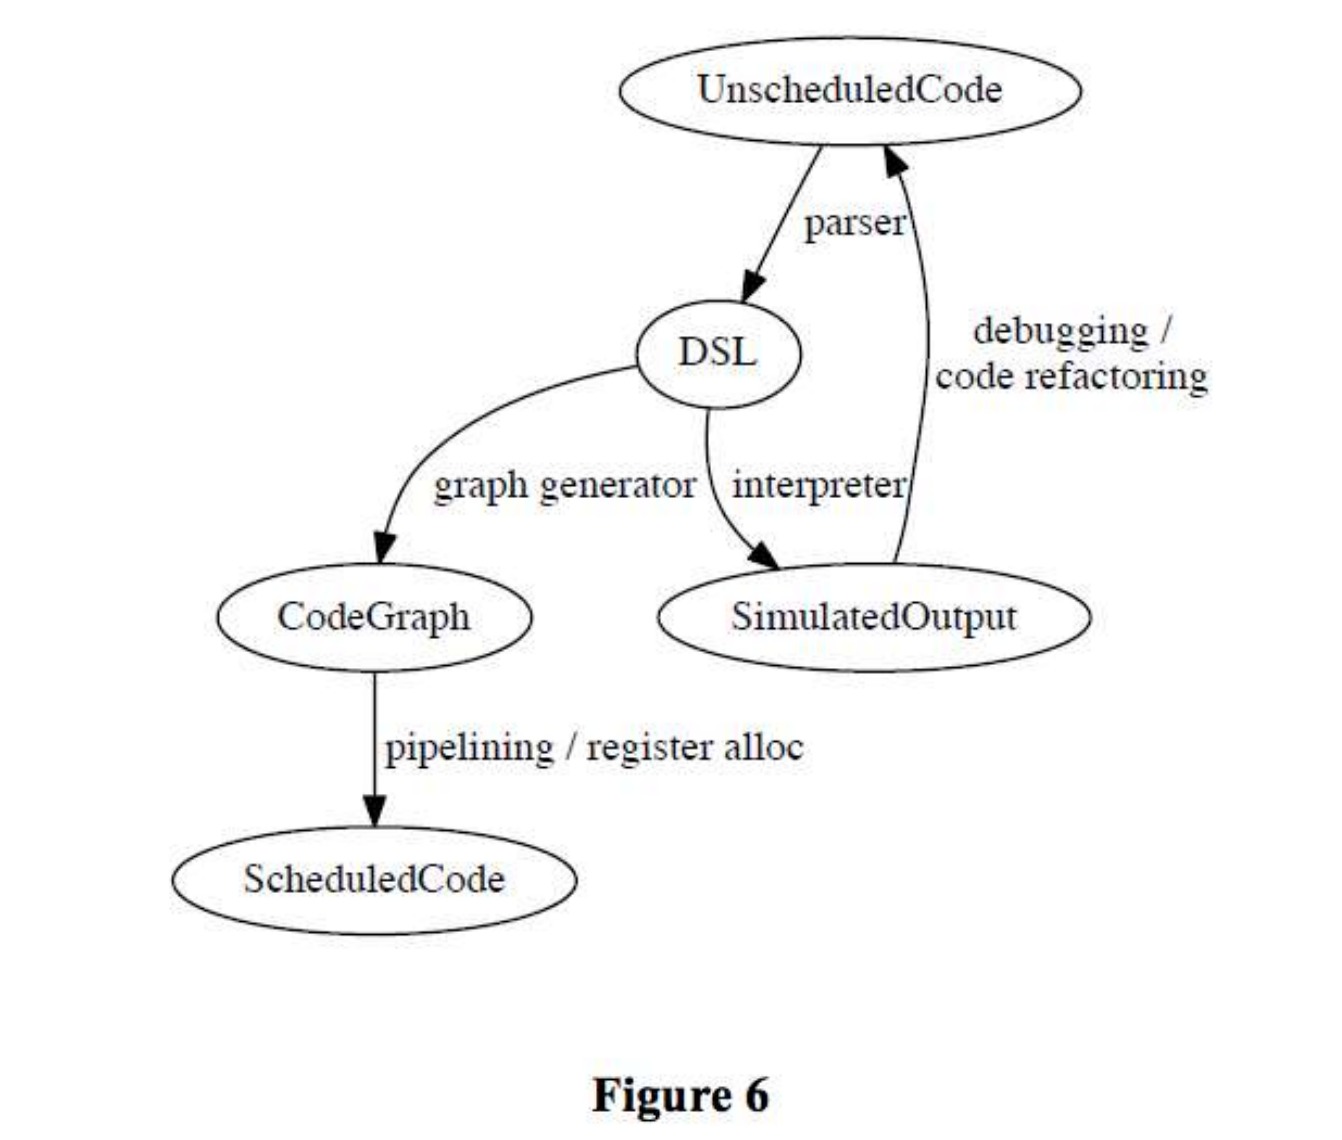 UnscheduledCode
parser
DSL
debugging /
code refactoring
graph generator
interpreter
CodeGraph
SimulatedOutput
pipelining / register alloc
ScheduledCode
Figure 6